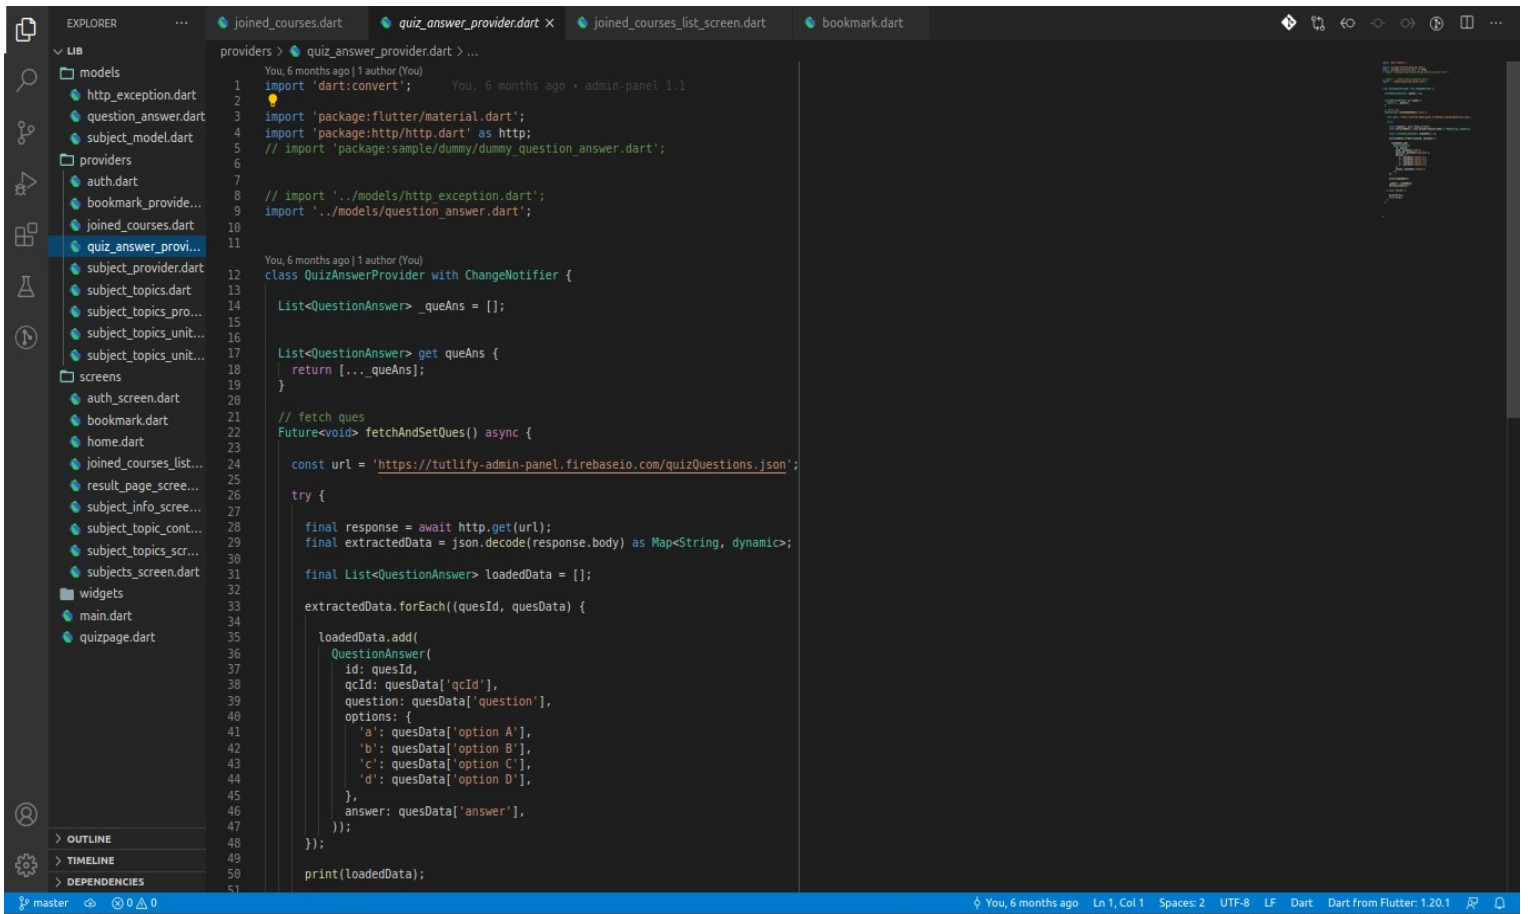 EXPLORER
···
joined_courses.dart
quiz_answer_provider.dart ×
joined_courses_list_screen.dart
bookmark.dart
LIB
models
http_exception.dart
question_answer.dart
subject_model.dart
providers
auth.dart
bookmark_provide...
joined_courses.dart
quiz_answer_provi...
subject_provider.dart
subject_topics.dart
subject_topics_pro...
subject_topics_unit...
subject_topics_unit...
screens
auth_screen.dart
bookmark.dart
home.dart
joined_courses_list...
result_page_scree...
subject_info_scree...
subject_topic_cont...
subject_topics_scr...
subjects_screen.dart
widgets
main.dart
quizpage.dart
OUTLINE
TIMELINE
DEPENDENCIES
providers > quiz_answer_provider.dart > ...
You, 6 months ago | 1 author (You)
1 import 'dart:convert'; You, 6 months ago • admin-panel 1.1
2
3 import 'package:flutter/material.dart';
4 import 'package:http/http.dart' as http;
5 // import 'package:sample/dummy/dummy_question_answer.dart';
6
7
8 // import '../models/http_exception.dart';
9 import '../models/question_answer.dart';
10
11
You, 6 months ago | 1 author (You)
12 class QuizAnswerProvider with ChangeNotifier {
13
14 List<QuestionAnswer> _queAns = [];
15
16
17 List<QuestionAnswer> get queAns {
18 return [..._queAns];
19 }
20
21 // fetch ques
22 Future<void> fetchAndSetQues() async {
23
24 const url = 'https://tutlify-admin-panel.firebaseio.com/quizQuestions.json';
25
26 try {
27
28 final response = await http.get(url);
29 final extractedData = json.decode(response.body) as Map<String, dynamic>;
30
31 final List<QuestionAnswer> loadedData = [];
32
33 extractedData.forEach((quesId, quesData) {
34
35 loadedData.add(
36 QuestionAnswer(
37 id: quesId,
38 qcId: quesData['qcId'],
39 question: quesData['question'],
40 options: {
41 'a': quesData['option A'],
42 'b': quesData['option B'],
43 'c': quesData['option C'],
44 'd': quesData['option D'],
45 },
46 answer: quesData['answer'],
47 ));
48 });
49
50 print(loadedData);
51
master
0 0
You, 6 months ago
Ln 1, Col 1
Spaces: 2
UTF-8
LF
Dart
Dart from Flutter: 1.20.1